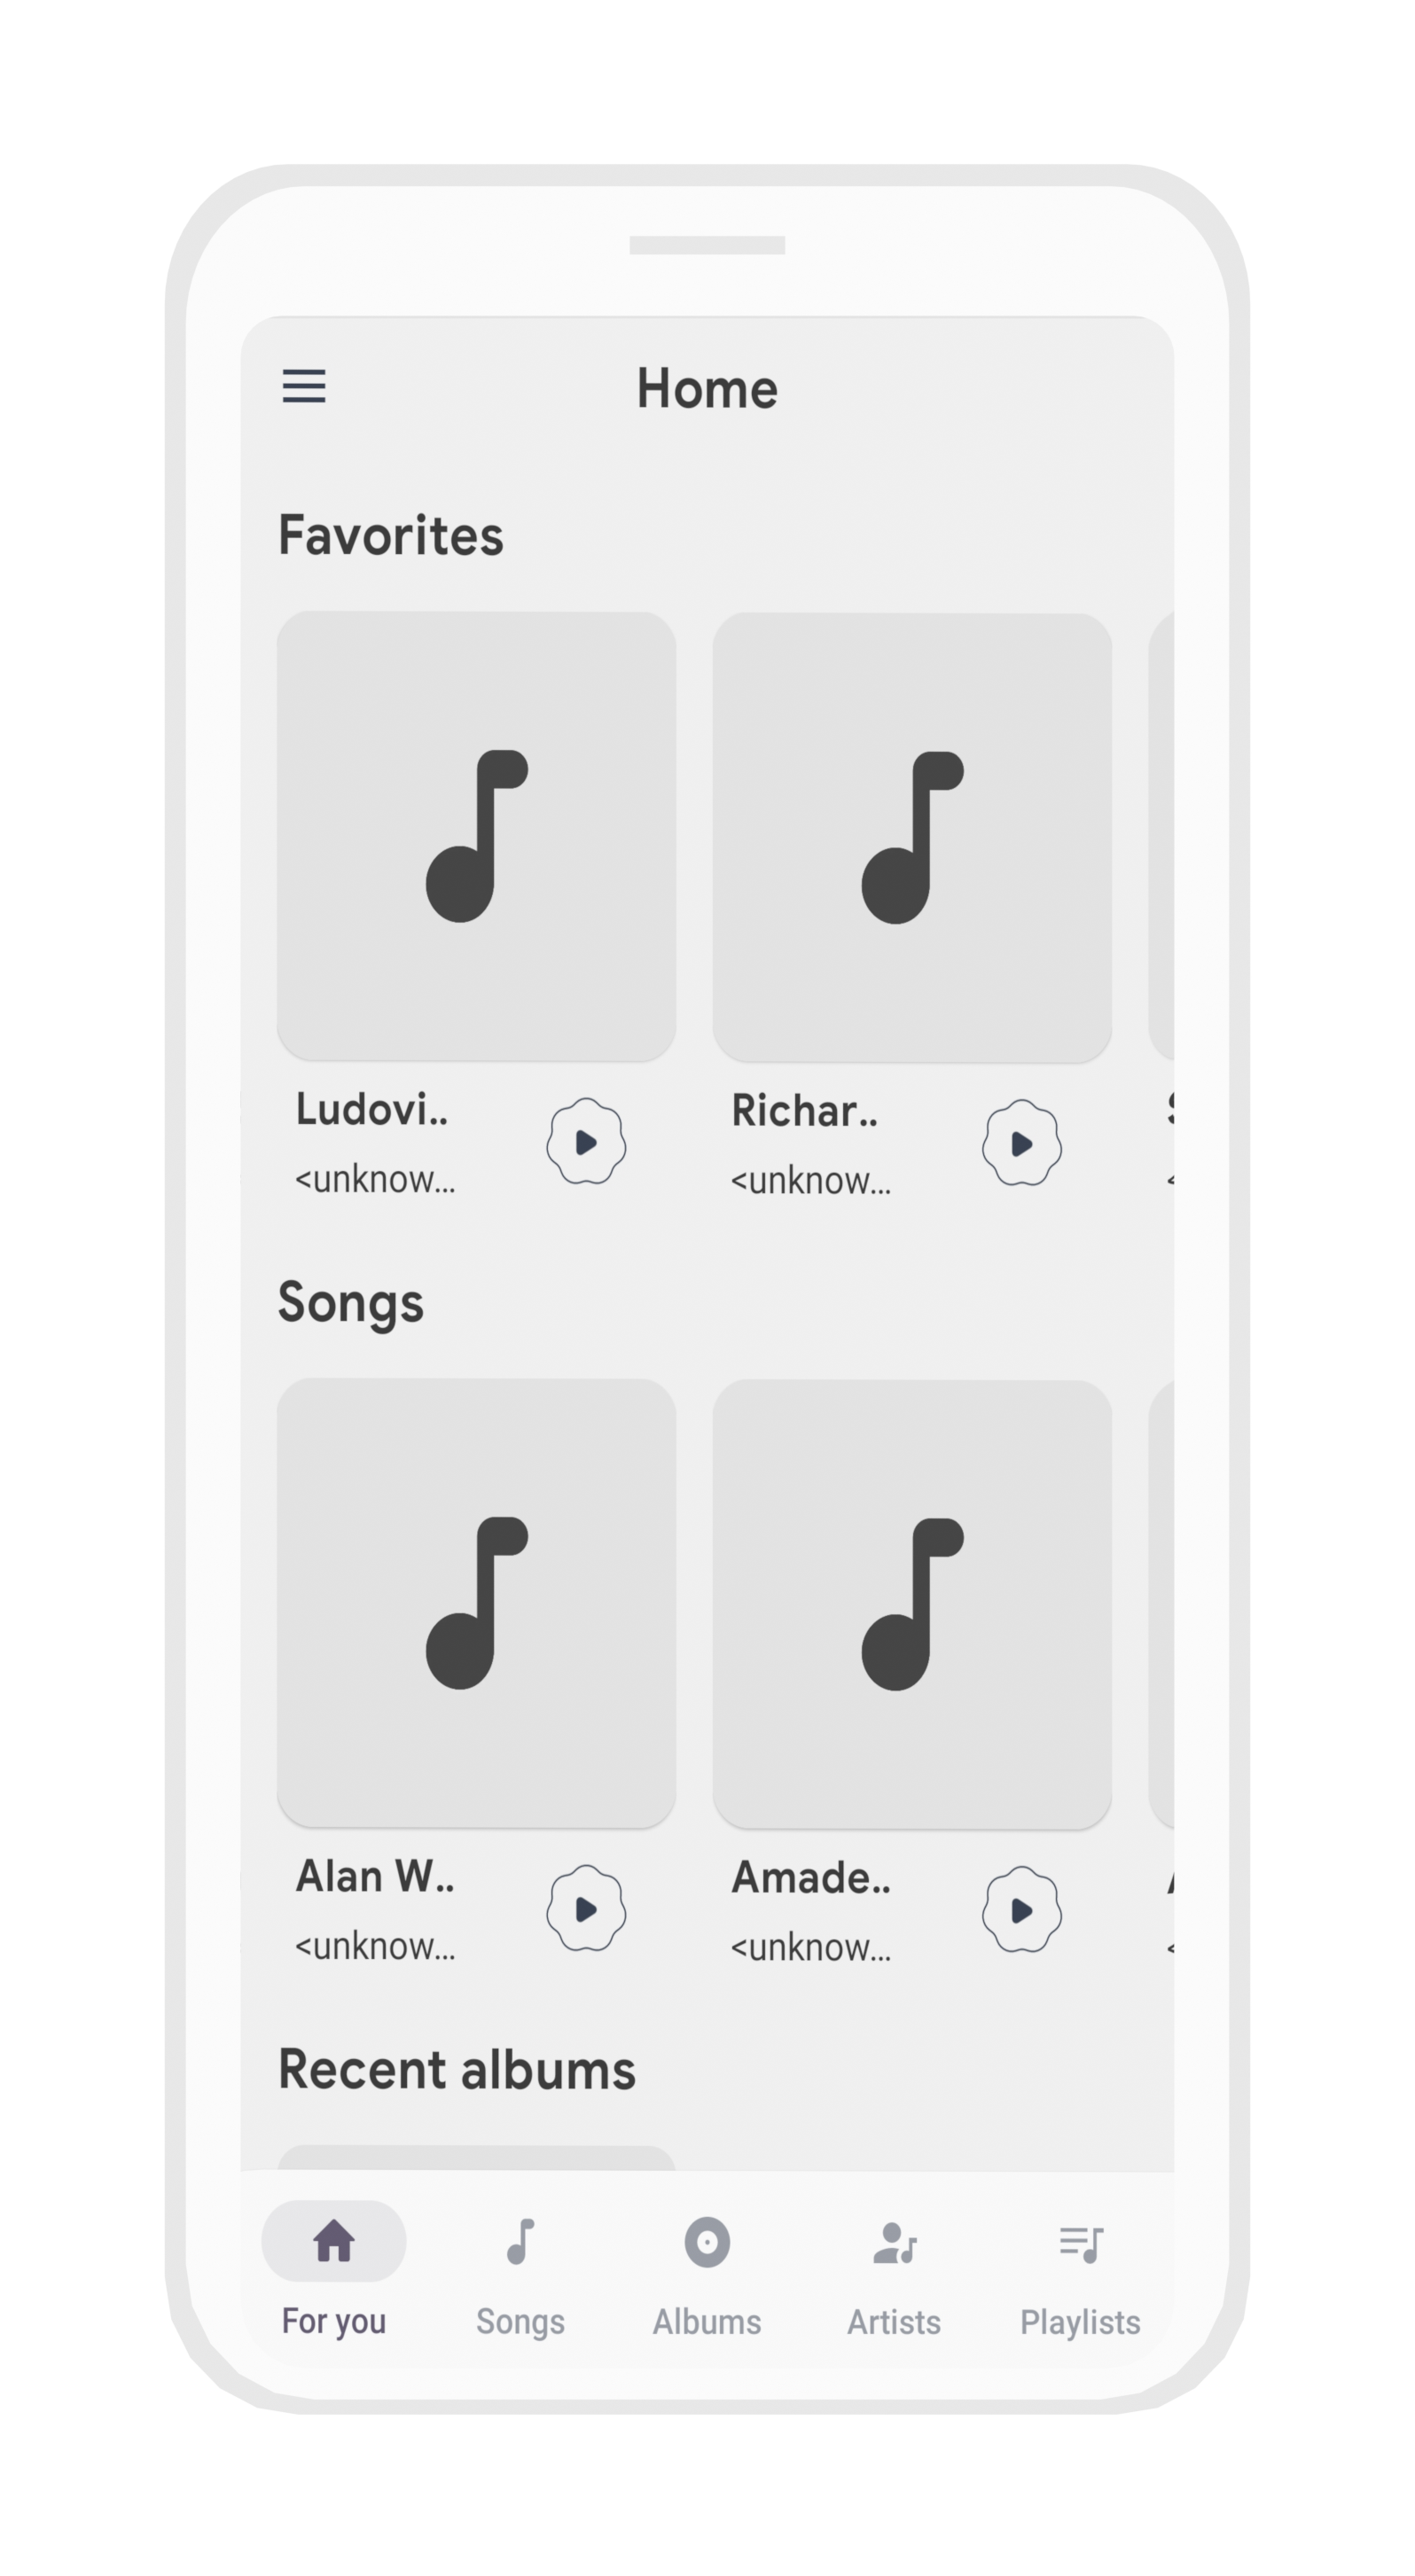 Home
Favorites
Ludovi..
Richar..
<unknow...
<unknow...
Songs
Alan W..
Amade..
<unknow...
<unknow...
Recent albums
For you
Songs
Albums
Artists
Playlists